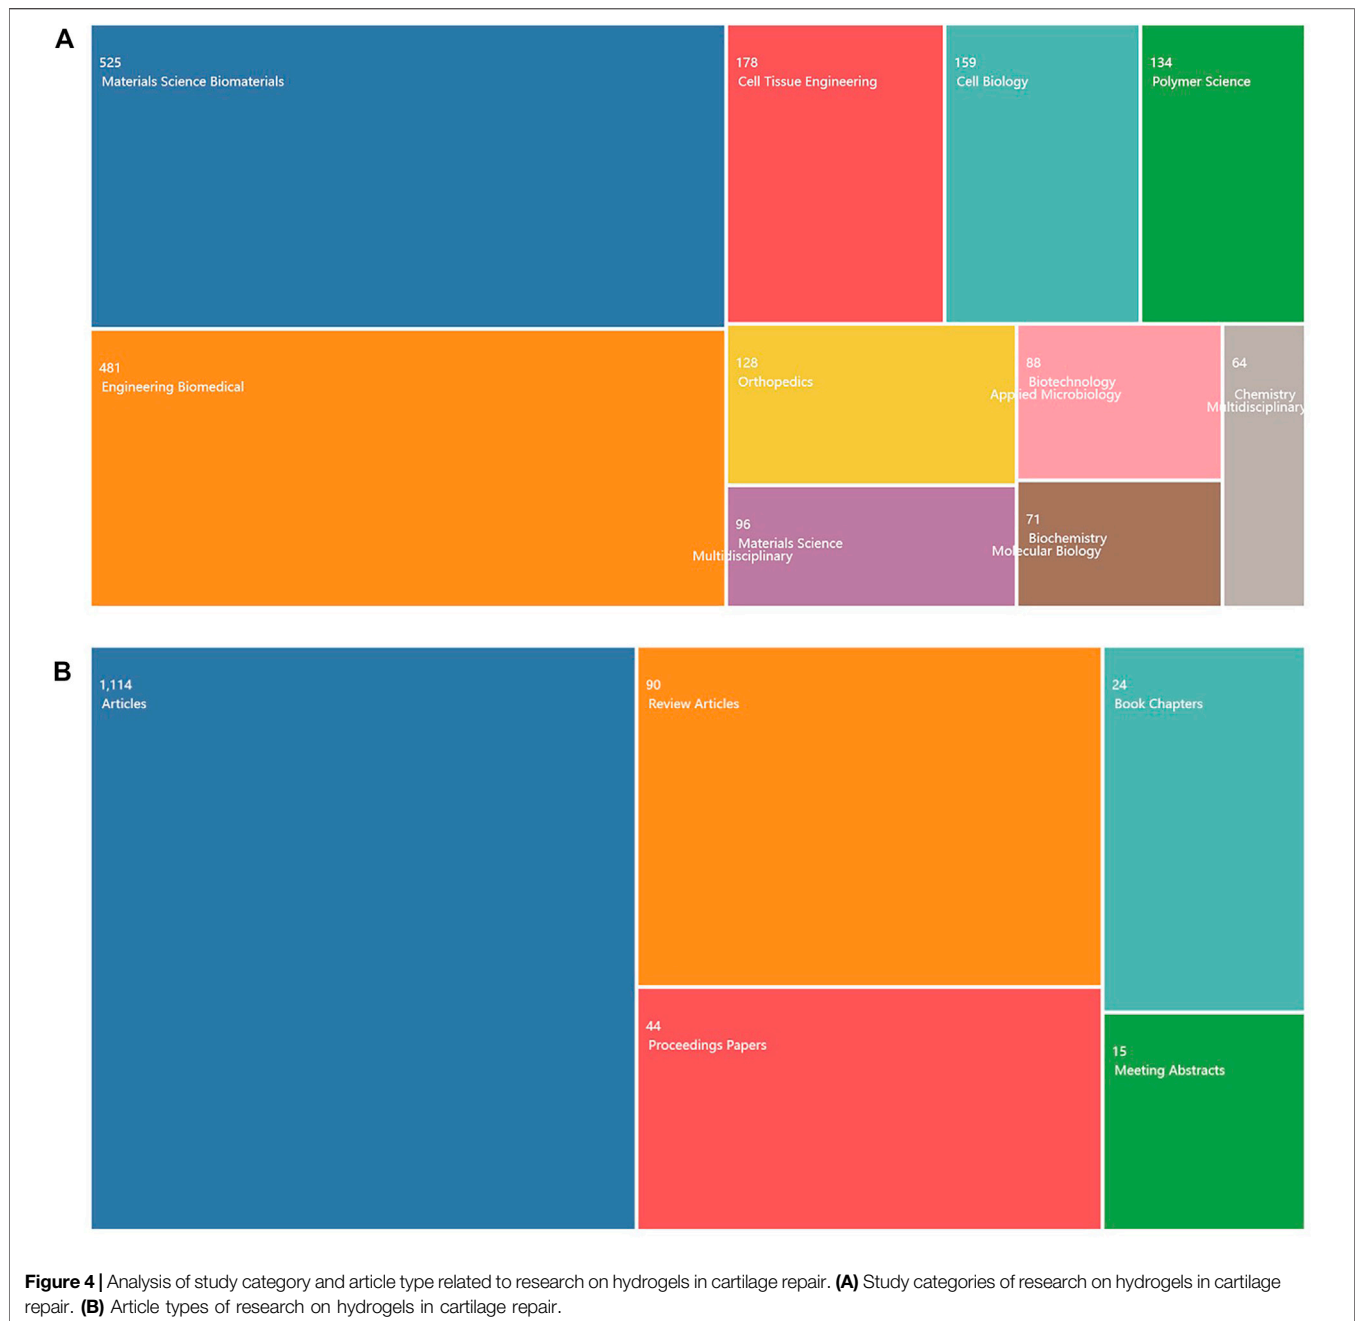 A
525
Materials Science Biomaterials
178
Cell Tissue Engineering
159
Cell Biology
134
Polymer Science
481
Engineering Biomedical
128
Orthopedics
88
Biotechnology
Applied Microbiology
64
Chemistry
Multidisciplinary
96
Materials Science
Multidisciplinary
71
Biochemistry
Molecular Biology
B
1,114
Articles
90
Review Articles
24
Book Chapters
44
Proceedings Papers
15
Meeting Abstracts
Figure 4 | Analysis of study category and article type related to research on hydrogels in cartilage repair. (A) Study categories of research on hydrogels in cartilage
repair. (B) Article types of research on hydrogels in cartilage repair.